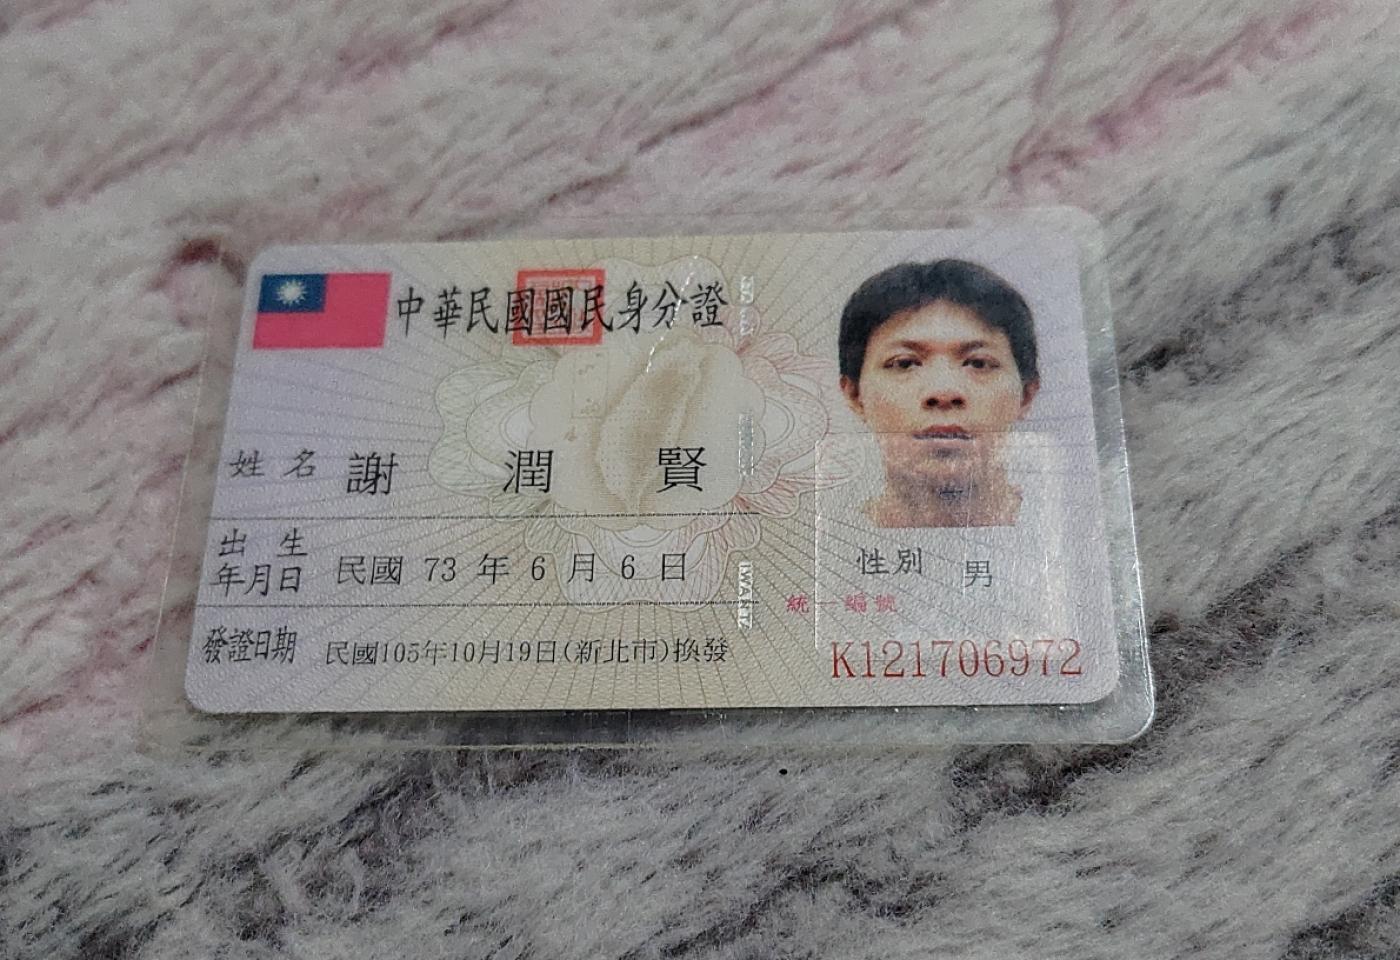 中華民國國民身分證
姓名 謝潤賢
出生年月日 民國 73 年 6 月 6 日
性別 男
發證日期 民國105年10月19日(新北市)換發
統一編號
K121706972